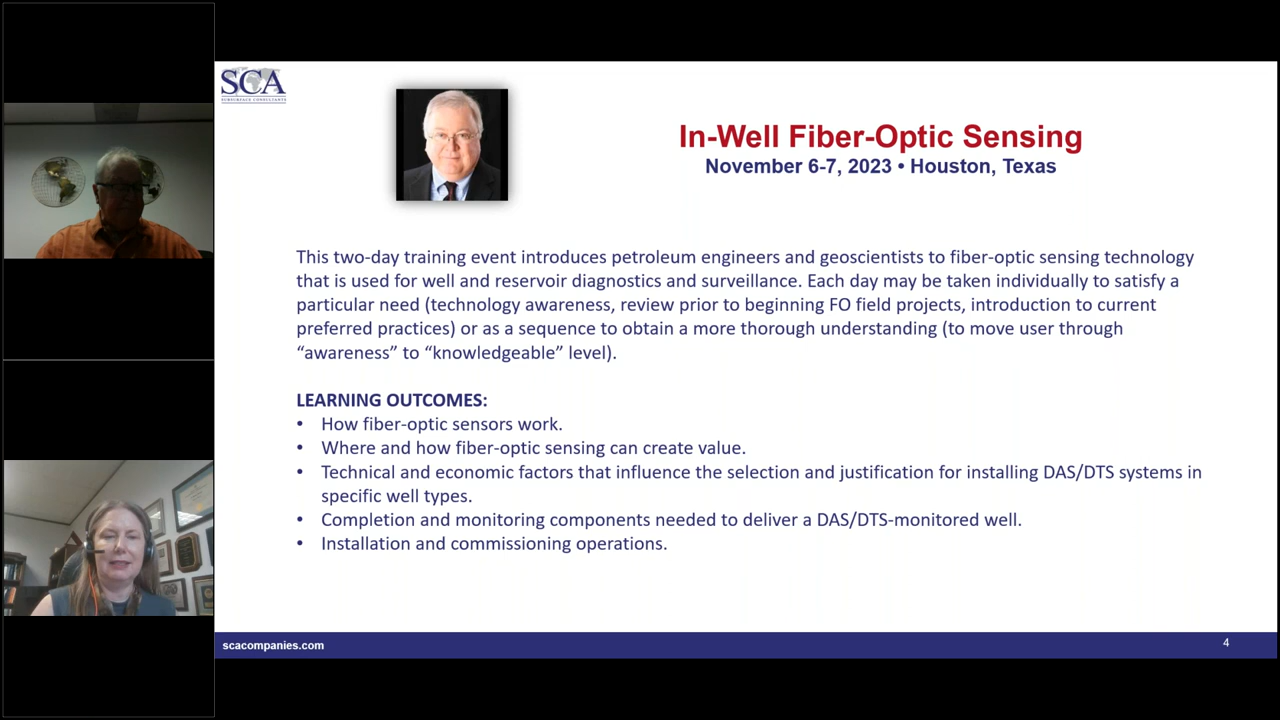 SCA
SUBSURFACE CONSULTANTS
In-Well Fiber-Optic Sensing
November 6-7, 2023 • Houston, Texas
This two-day training event introduces petroleum engineers and geoscientists to fiber-optic sensing technology
that is used for well and reservoir diagnostics and surveillance. Each day may be taken individually to satisfy a
particular need (technology awareness, review prior to beginning FO field projects, introduction to current
preferred practices) or as a sequence to obtain a more thorough understanding (to move user through
“awareness” to “knowledgeable” level).
LEARNING OUTCOMES:
• How fiber-optic sensors work.
• Where and how fiber-optic sensing can create value.
• Technical and economic factors that influence the selection and justification for installing DAS/DTS systems in
specific well types.
• Completion and monitoring components needed to deliver a DAS/DTS-monitored well.
• Installation and commissioning operations.
scacompanies.com
4